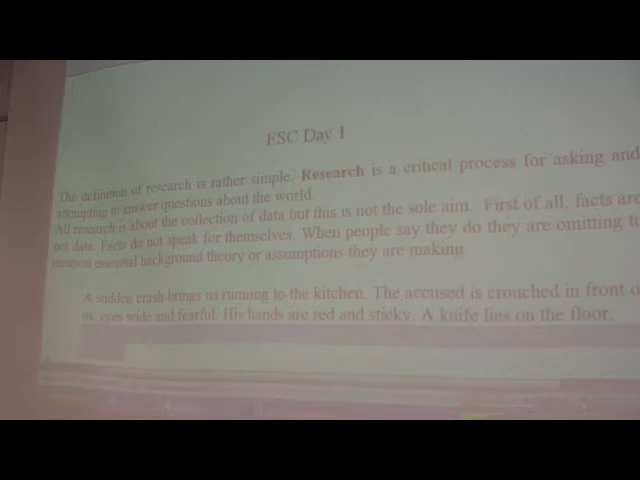 ESC Day 1
The definition of research is rather simple. Research is a critical process for asking and
attempting to answer questions about the world.
All research is about the collection of data but this is not the sole aim. First of all, facts are
not data. Facts do not speak for themselves. When people say they do they are omitting to
mention essential background theory or assumptions they are making.
A sudden crash brings us running to the kitchen. The accused is crouched in front o
us, eyes wide and fearful. His hands are red and sticky. A knife lies on the floor.